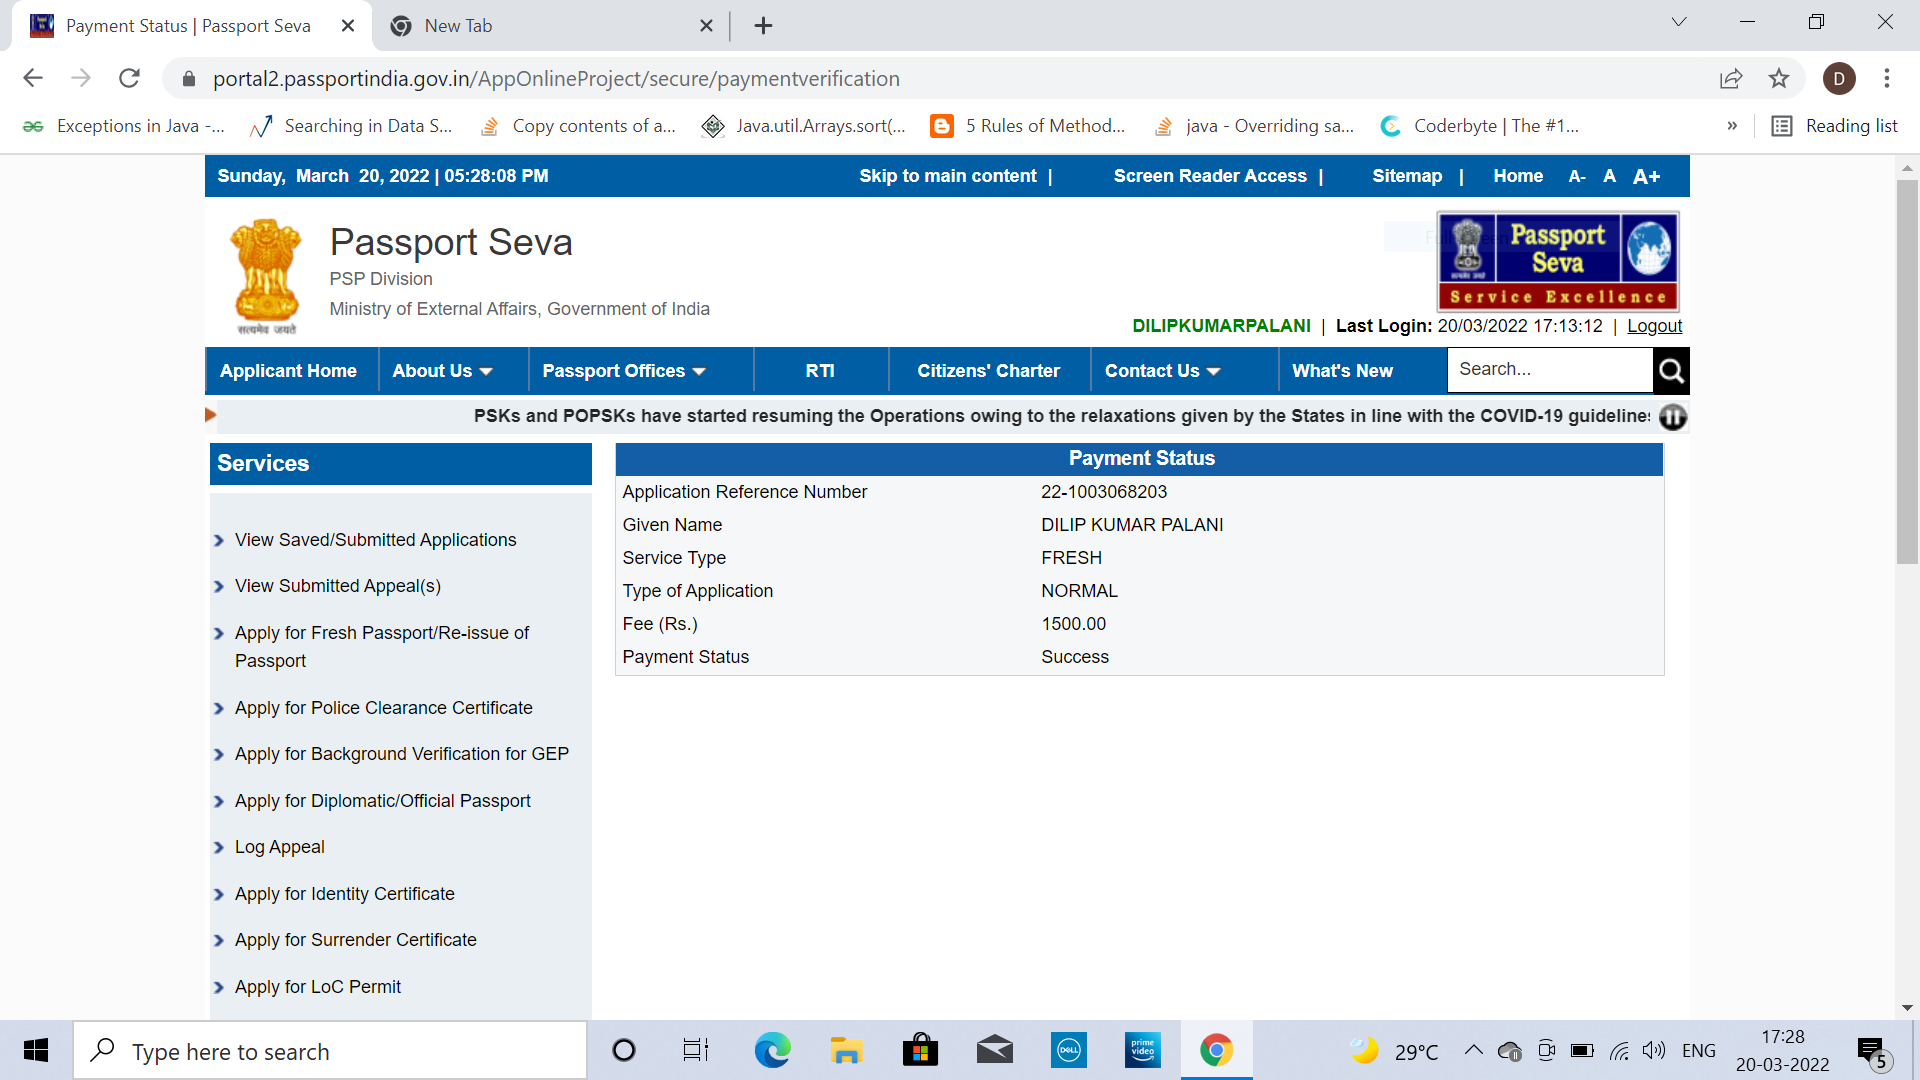 Payment Status | Passport Seva
New Tab
portal2.passportindia.gov.in/AppOnlineProject/secure/paymentverification
D
Exceptions in Java -...
Searching in Data S...
Copy contents of a...
Java.util.Arrays.sort(...
5 Rules of Method...
java - Overriding sa...
Coderbyte | The #1...
»
Reading list
Sunday, March 20, 2022 | 05:28:08 PM
Skip to main content |
Screen Reader Access |
Sitemap |
Home
A- A A+
सत्यमेव जयते
Passport Seva
PSP Division
Ministry of External Affairs, Government of India
Passport
Seva
Service Excellence
DILIPKUMARPALANI | Last Login: 20/03/2022 17:13:12 | Logout
Applicant Home
About Us
Passport Offices
RTI
Citizens' Charter
Contact Us
What's New
Search...
PSKs and POPSKs have started resuming the Operations owing to the relaxations given by the States in line with the COVID-19 guidelines
Services
View Saved/Submitted Applications
View Submitted Appeal(s)
Apply for Fresh Passport/Re-issue of
Passport
Apply for Police Clearance Certificate
Apply for Background Verification for GEP
Apply for Diplomatic/Official Passport
Log Appeal
Apply for Identity Certificate
Apply for Surrender Certificate
Apply for LoC Permit
Payment Status
Application Reference Number 22-1003068203
Given Name DILIP KUMAR PALANI
Service Type FRESH
Type of Application NORMAL
Fee (Rs.) 1500.00
Payment Status Success
Type here to search
DELL
prime
video
29°C
ENG
17:28
20-03-2022
5